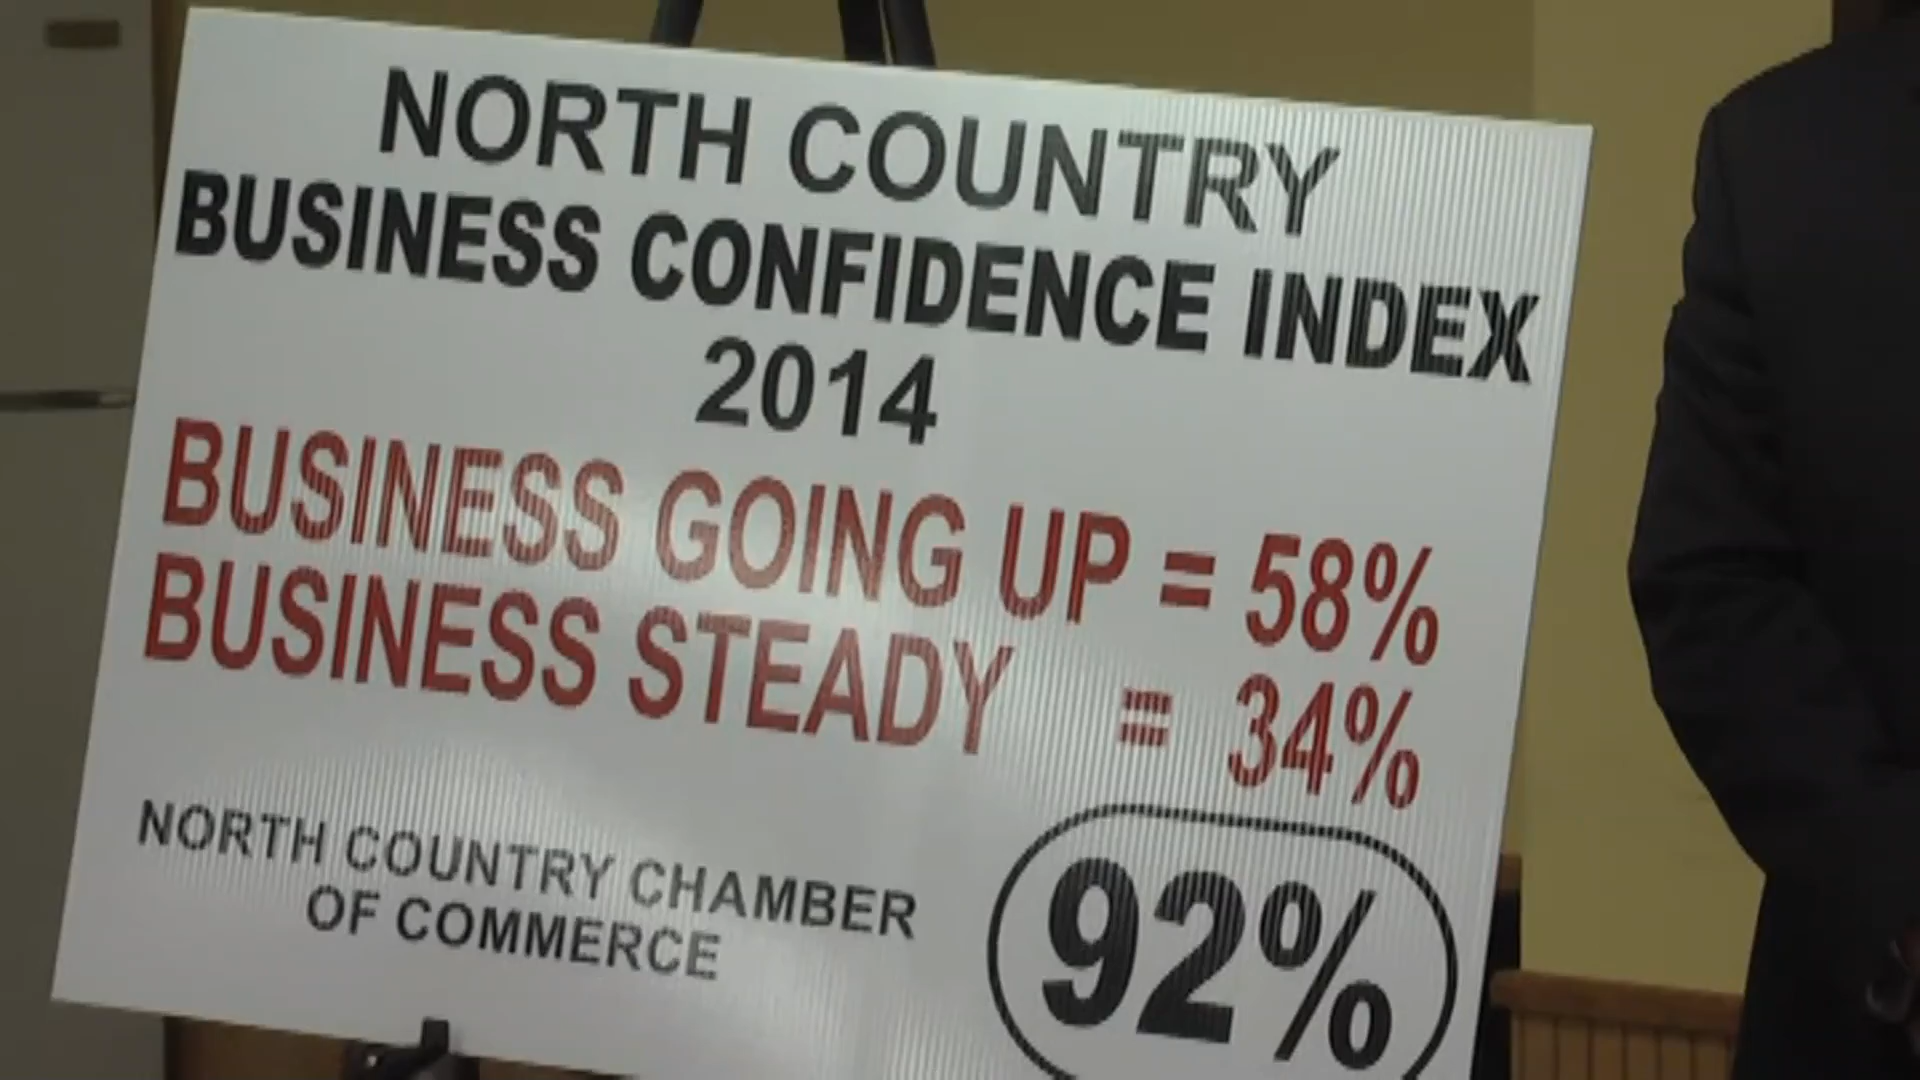 NORTH COUNTRY
BUSINESS CONFIDENCE INDEX
2014
BUSINESS GOING UP = 58%
BUSINESS STEADY = 34%
NORTH COUNTRY CHAMBER
OF COMMERCE
92%